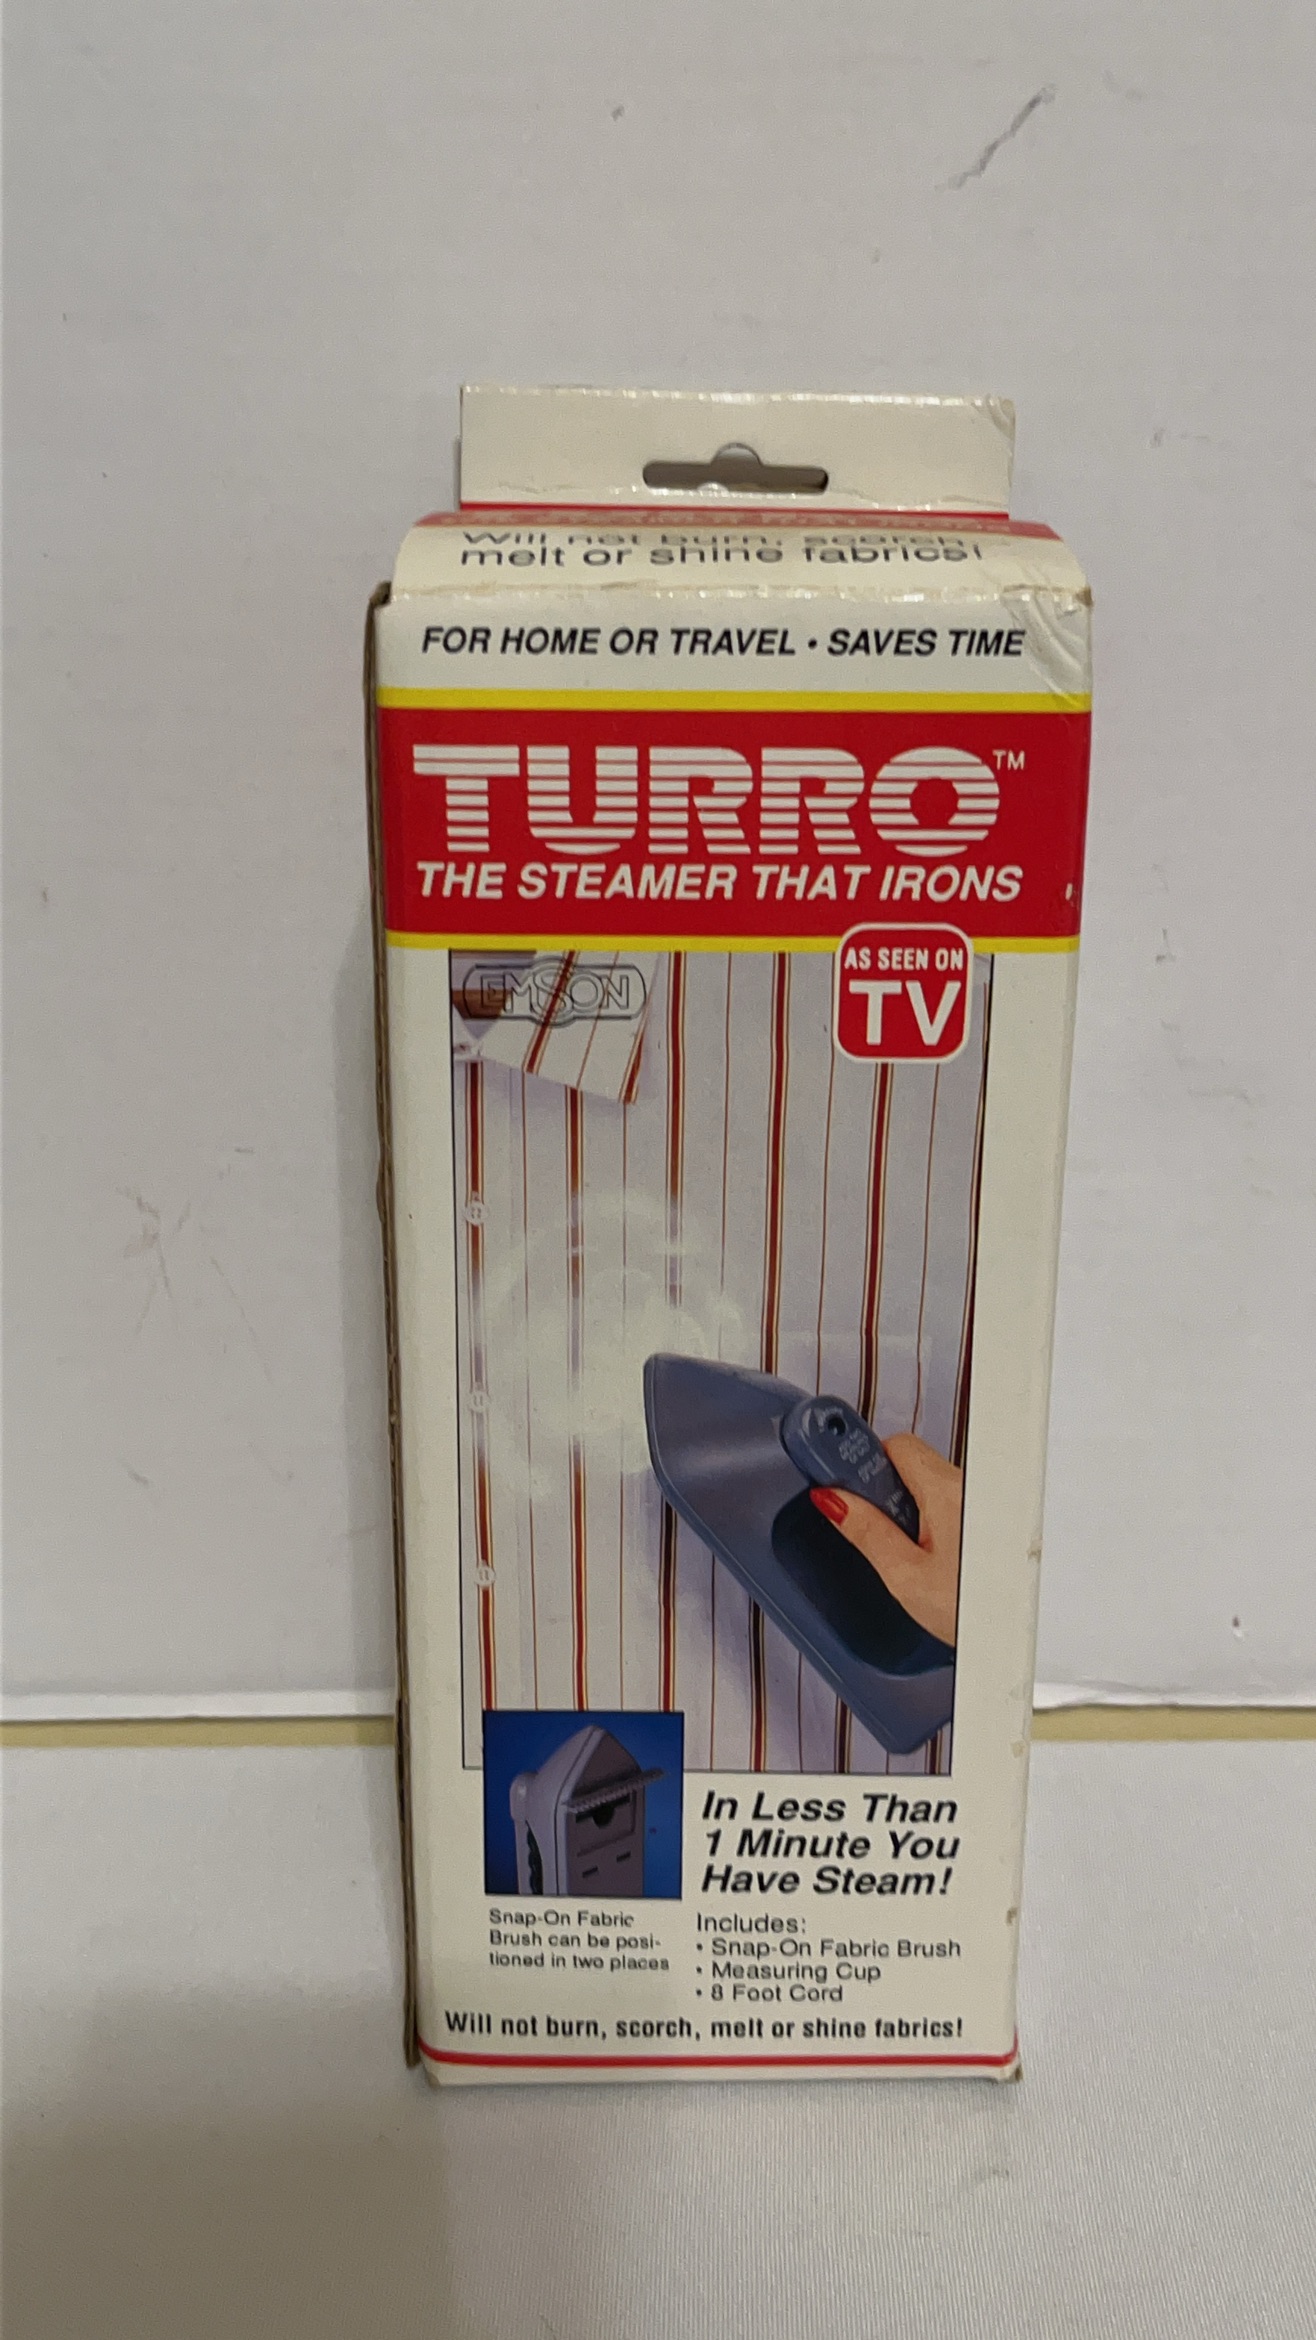 Will not burn, scorch,
melt or shine fabrics!
FOR HOME OR TRAVEL • SAVES TIME
TURRO™
THE STEAMER THAT IRONS
EMSON
AS SEEN ON
TV
In Less Than
1 Minute You
Have Steam!
Snap-On Fabric
Brush can be posi-
tioned in two places
Includes:
• Snap-On Fabric Brush
• Measuring Cup
• 8 Foot Cord
Will not burn, scorch, melt or shine fabrics!